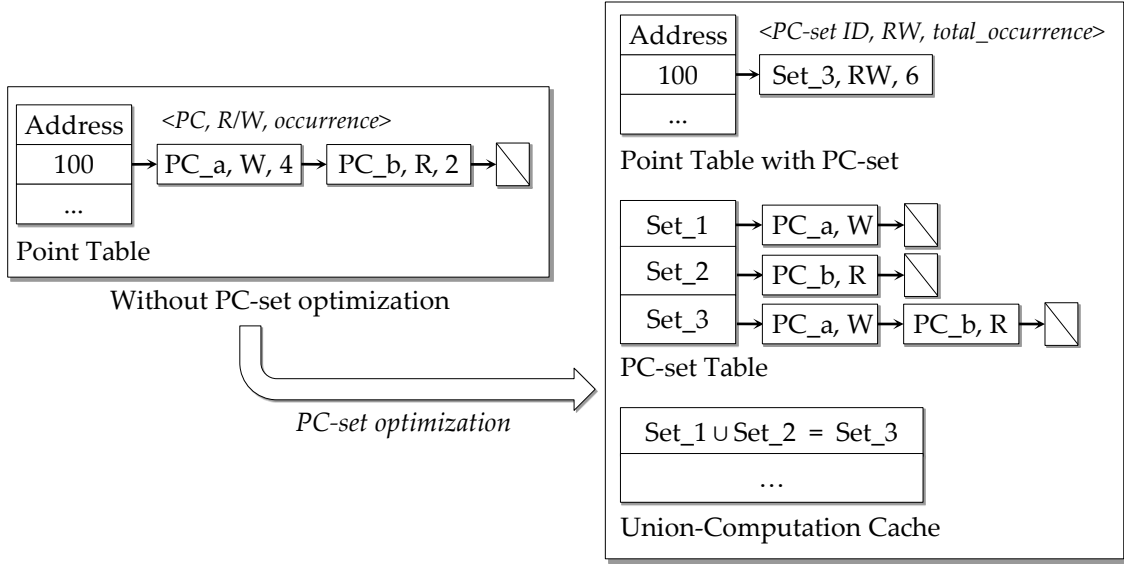 Address
<PC, R/W, occurrence>
100
PC_a, W, 4
PC_b, R, 2
...
Point Table
Without PC-set optimization
PC-set optimization
Address
<PC-set ID, RW, total_occurrence>
100
Set_3, RW, 6
...
Point Table with PC-set
Set_1
PC_a, W
Set_2
PC_b, R
Set_3
PC_a, W
PC_b, R
PC-set Table
Set_1 ∪ Set_2 = Set_3
...
Union-Computation Cache